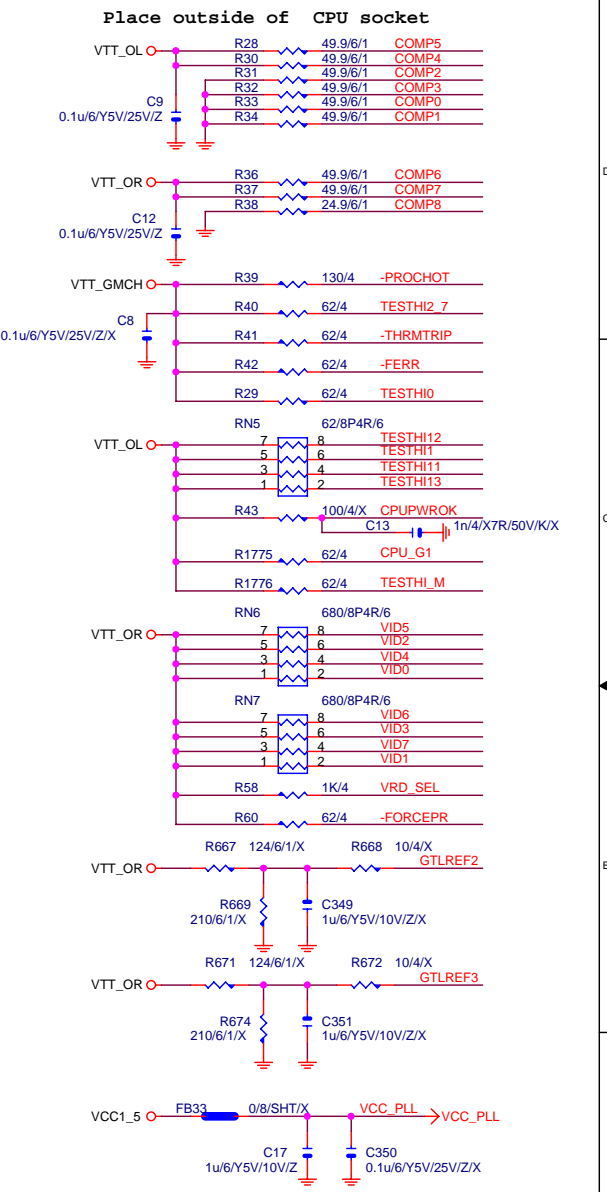 Place outside of CPU socket
VTT_OL
R28 49.9/6/1 COMP5
R30 49.9/6/1 COMP4
R31 49.9/6/1 COMP2
R32 49.9/6/1 COMP3
R33 49.9/6/1 COMP0
R34 49.9/6/1 COMP1
C9
0.1u/6/Y5V/25V/Z
D
VTT_OR
R36 49.9/6/1 COMP6
R37 49.9/6/1 COMP7
R38 24.9/6/1 COMP8
C12
0.1u/6/Y5V/25V/Z
VTT_GMCH
R39 130/4 -PROCHOT
R40 62/4 TESTHI2_7
C8
0.1u/6/Y5V/25V/Z/X
R41 62/4 -THRMTRIP
R42 62/4 -FERR
R29 62/4 TESTHI0
RN5 62/8P4R/6
VTT_OL
7 8 TESTHI12
5 6 TESTHI1
3 4 TESTHI11
1 2 TESTHI13
R43 100/4/X CPUPWROK
C13 1n/4/X7R/50V/K/X
C
R1775 62/4 CPU_G1
R1776 62/4 TESTHI_M
RN6 680/8P4R/6
VTT_OR
7 8 VID5
5 6 VID2
3 4 VID4
1 2 VID0
RN7 680/8P4R/6
7 8 VID6
5 6 VID3
3 4 VID7
1 2 VID1
R58 1K/4 VRD_SEL
R60 62/4 -FORCEPR
R667 124/6/1/X R668 10/4/X
VTT_OR GTLREF2
B
R669
210/6/1/X
C349
1u/6/Y5V/10V/Z/X
R671 124/6/1/X R672 10/4/X
VTT_OR GTLREF3
R674
210/6/1/X
C351
1u/6/Y5V/10V/Z/X
VCC1_5 FB33 0/8/SHT/X VCC_PLL VCC_PLL
C17
1u/6/Y5V/10V/Z
C350
0.1u/6/Y5V/25V/Z/X